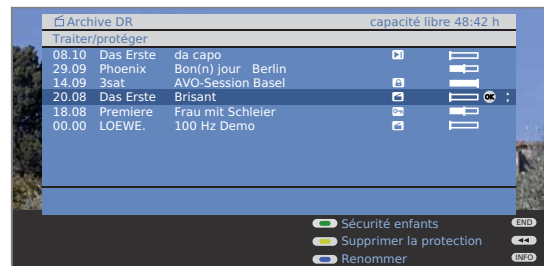 Archive DR capacité libre 48:42 h
Traiter/protéger
08.10 Das Erste da capo
29.09 Phoenix Bon(n) jour Berlin
14.09 3sat AVO-Session Basel
20.08 Das Erste Brisant OK
18.08 Premiere Frau mit Schleier
00.00 LOEWE. 100 Hz Demo
Sécurité enfants END
Supprimer la protection
Renommer INFO